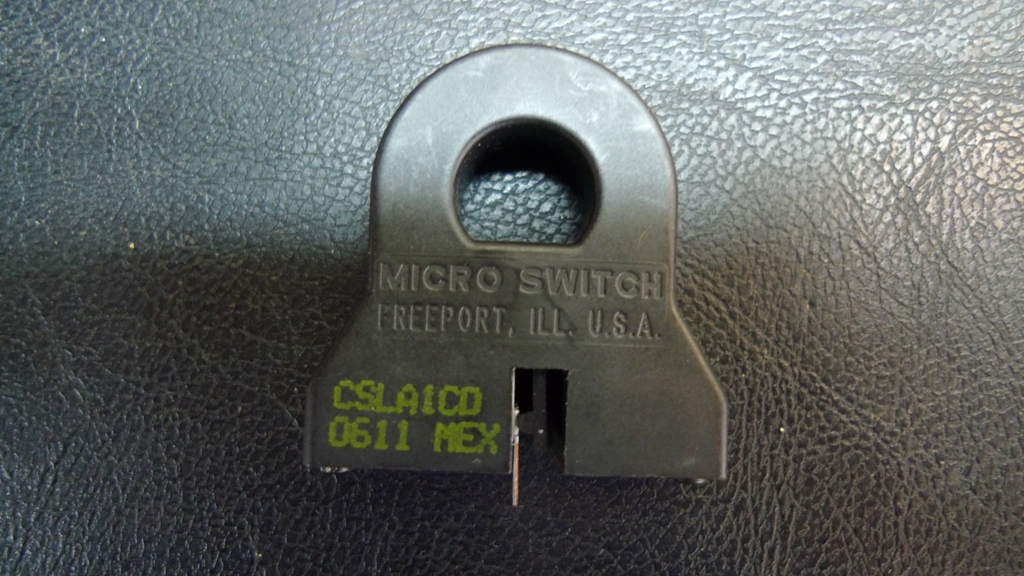 MICRO SWITCH
FREEPORT, ILL. U.S.A.
CSLA1CD
0611 MEX